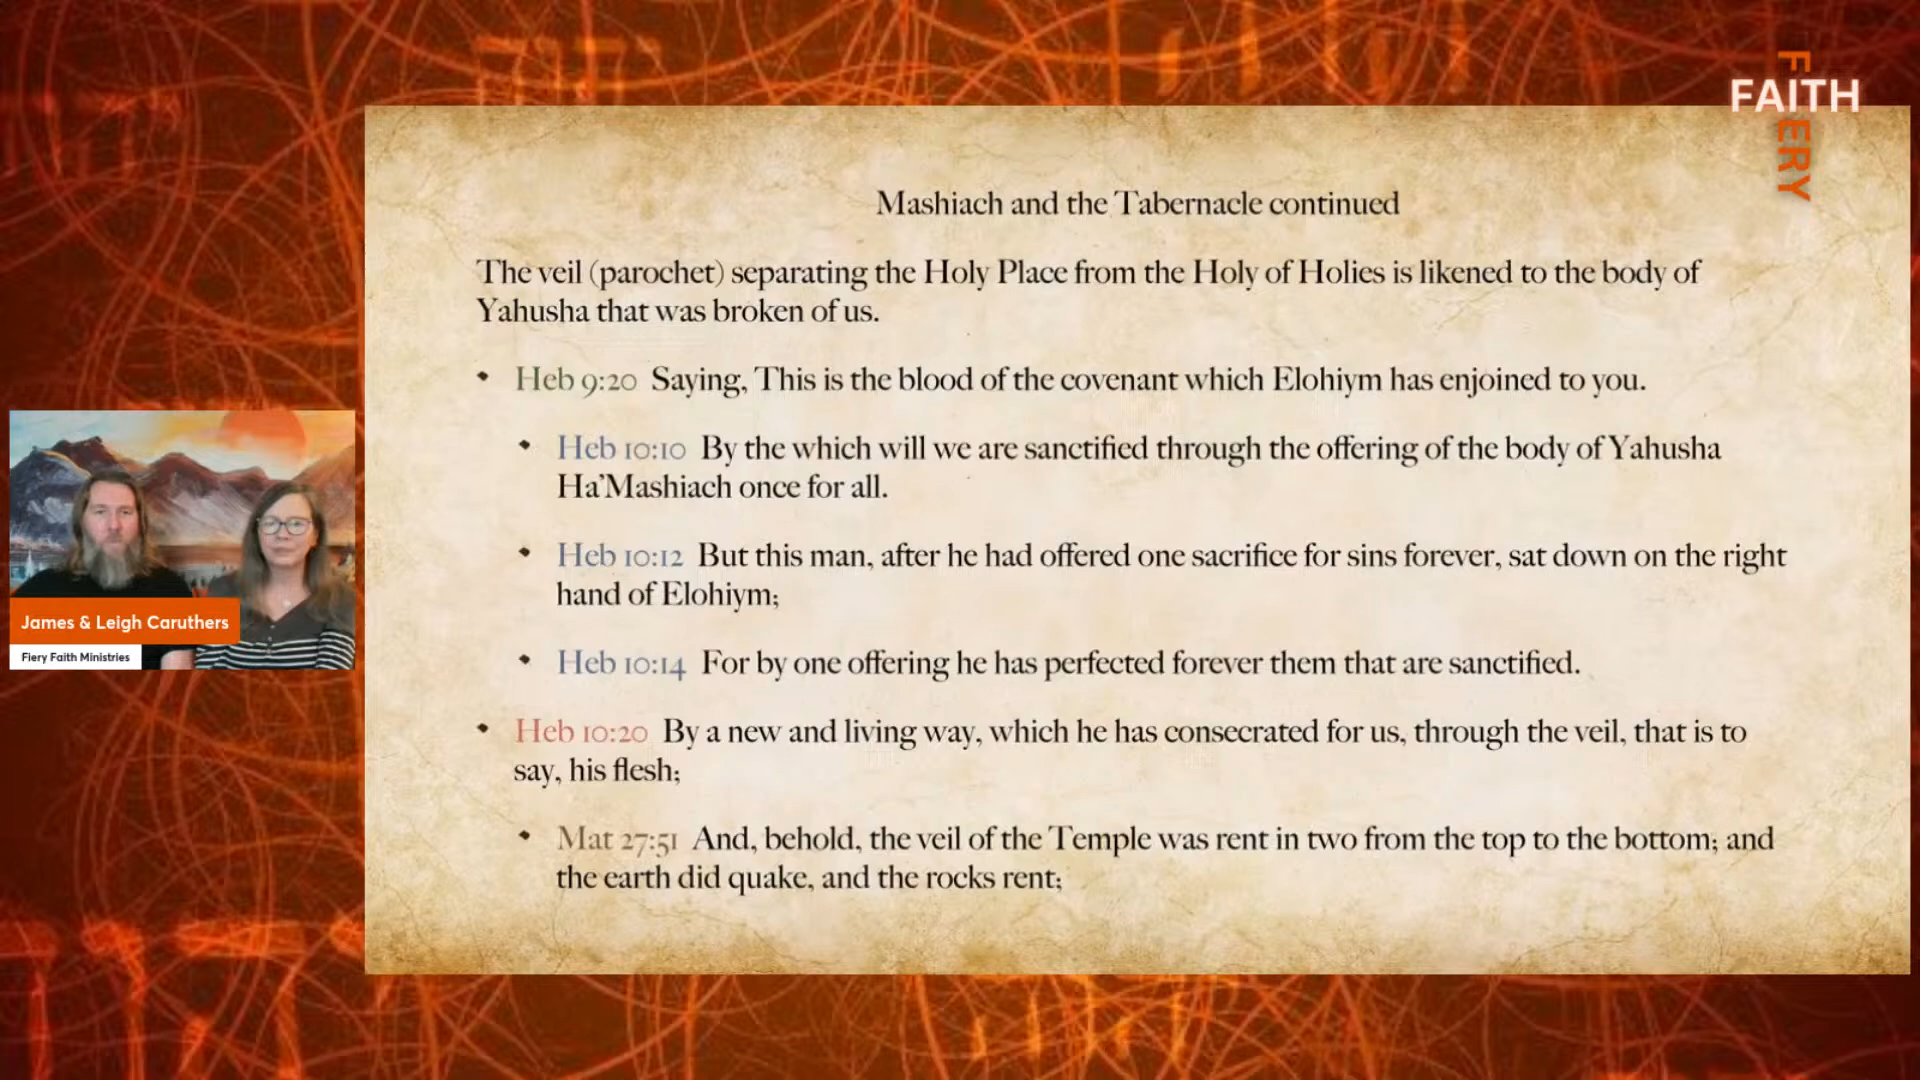 FAITH
FIERY
Mashiach and the Tabernacle continued
The veil (parochet) separating the Holy Place from the Holy of Holies is likened to the body of
Yahusha that was broken of us.
• Heb 9:20 Saying, This is the blood of the covenant which Elohiym has enjoined to you.
• Heb 10:10 By the which will we are sanctified through the offering of the body of Yahusha
Ha'Mashiach once for all.
• Heb 10:12 But this man, after he had offered one sacrifice for sins forever, sat down on the right
hand of Elohiym;
• Heb 10:14 For by one offering he has perfected forever them that are sanctified.
• Heb 10:20 By a new and living way, which he has consecrated for us, through the veil, that is to
say, his flesh;
• Mat 27:51 And, behold, the veil of the Temple was rent in two from the top to the bottom; and
the earth did quake, and the rocks rent;
James & Leigh Caruthers
Fiery Faith Ministries